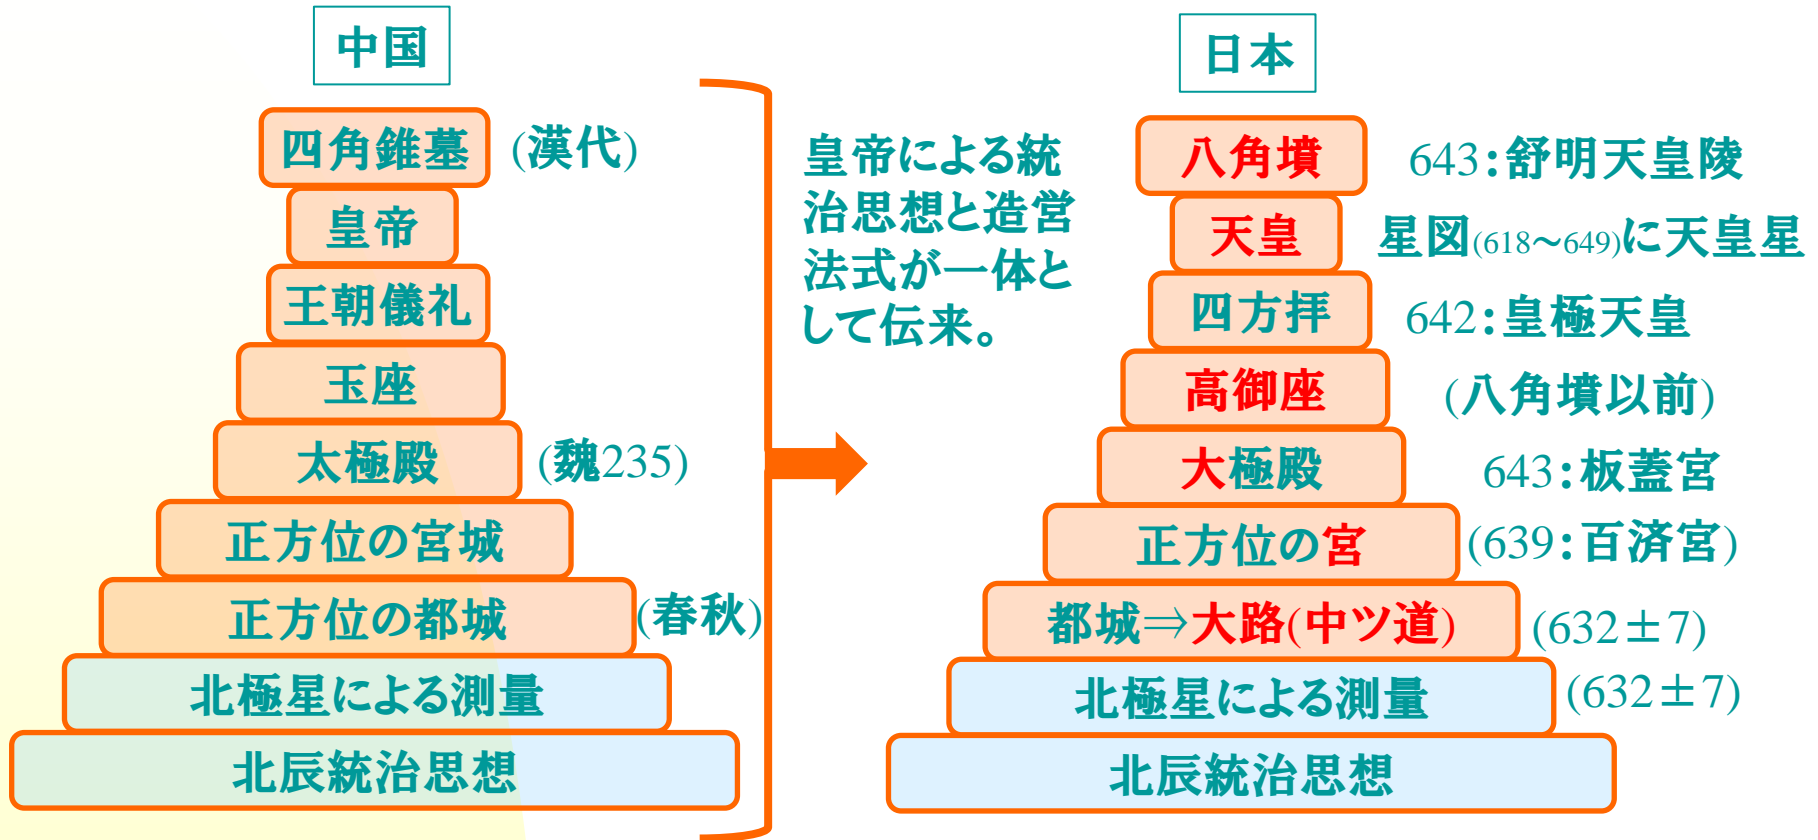 中国
四角錐墓 (漢代)
皇帝
王朝儀礼
玉座
太極殿 (魏235)
正方位の宮城
正方位の都城 (春秋)
北極星による測量
北辰統治思想
皇帝による統
治思想と造営
法式が一体と
して伝来。
日本
八角墳 643:舒明天皇陵
天皇 星図(618~649)に天皇星
四方拝 642:皇極天皇
高御座 (八角墳以前)
大極殿 643:板蓋宮
正方位の宮 (639:百済宮)
都城⇒大路(中ツ道) (632±7)
北極星による測量 (632±7)
北辰統治思想